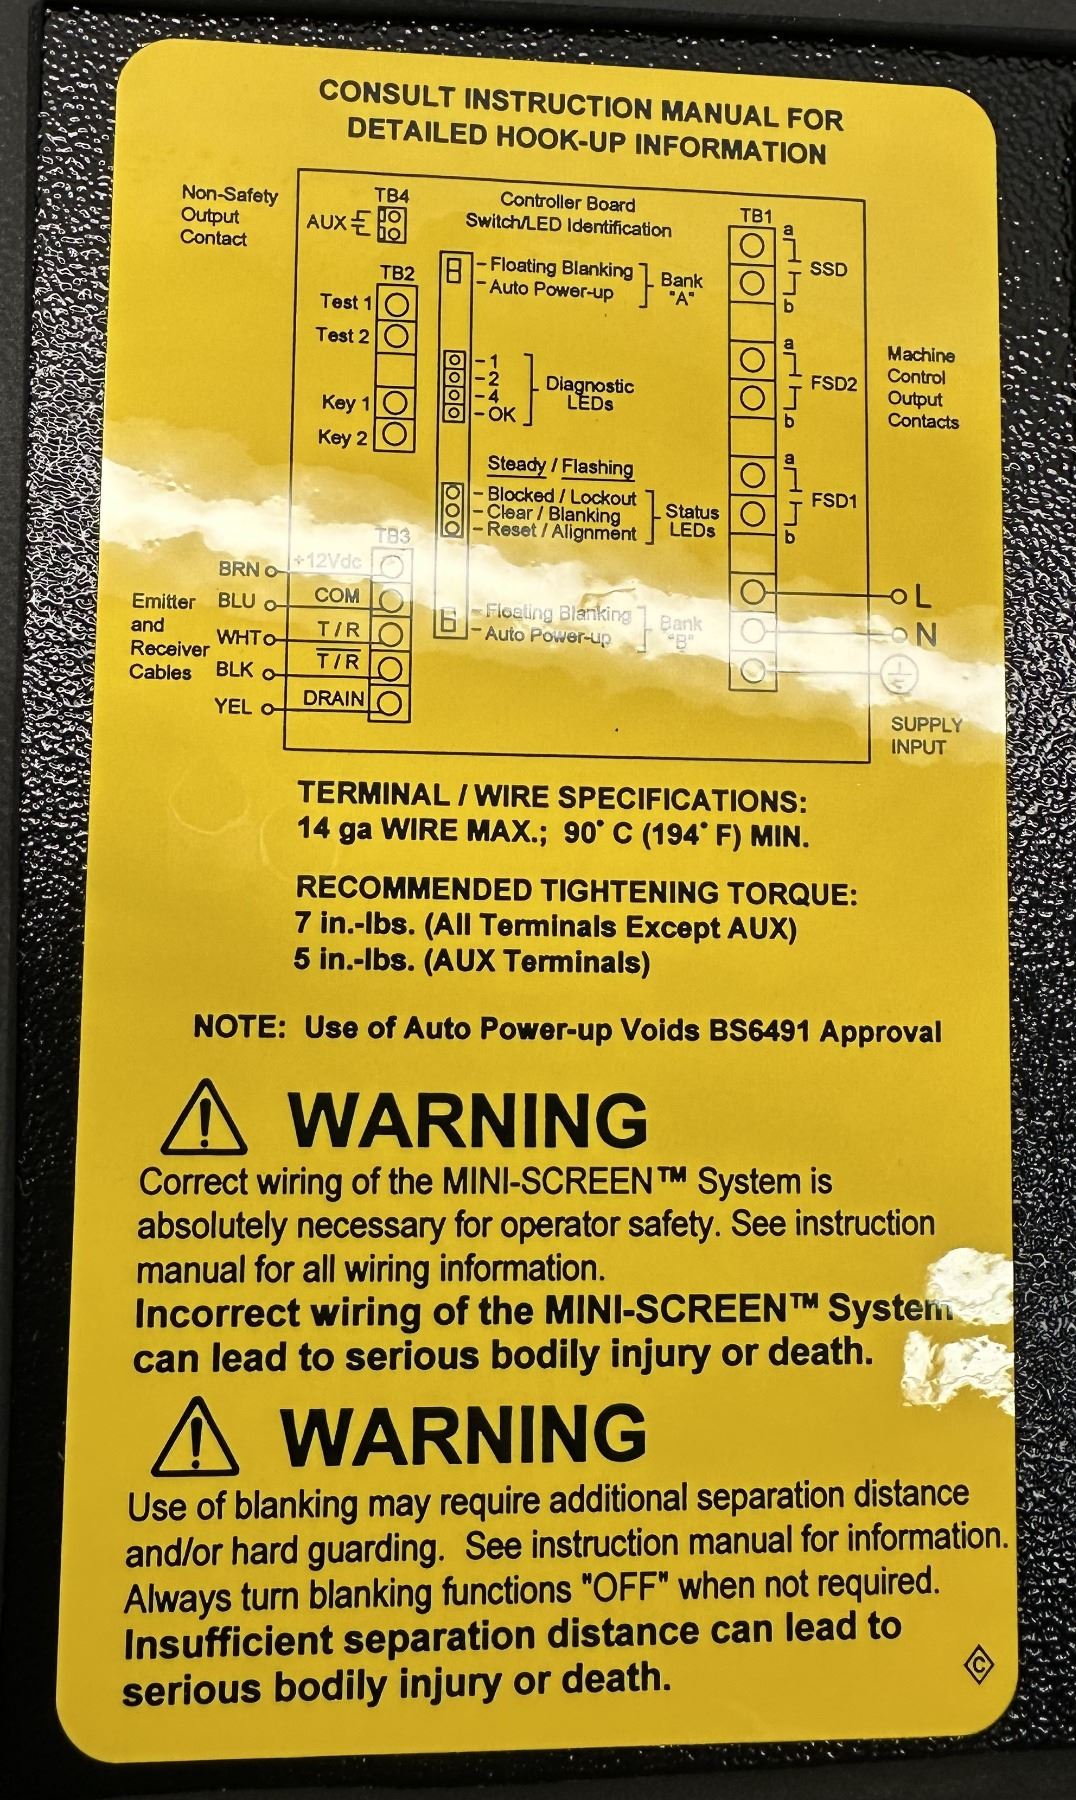 CONSULT INSTRUCTION MANUAL FOR
DETAILED HOOK-UP INFORMATION
Non-Safety
Output
Contact
TB4
AUX
Controller Board
Switch/LED Identification
TB1
a
SSD
b
Floating Blanking
Auto Power-up
Bank
"A"
TB2
Test 1
Test 2
Key 1
Key 2
1
2
4
OK
Diagnostic
LEDs
a
FSD2
b
Machine
Control
Output
Contacts
Steady / Flashing
Blocked / Lockout
Clear / Blanking
Reset / Alignment
Status
LEDs
a
FSD1
b
TB3
Emitter
and
Receiver
Cables
BRN +12Vdc
BLU COM
WHT T/R
BLK T/R
YEL DRAIN
Floating Blanking
Auto Power-up
Bank
"B"
L
N
SUPPLY
INPUT
TERMINAL / WIRE SPECIFICATIONS:
14 ga WIRE MAX.; 90° C (194° F) MIN.
RECOMMENDED TIGHTENING TORQUE:
7 in.-lbs. (All Terminals Except AUX)
5 in.-lbs. (AUX Terminals)
NOTE: Use of Auto Power-up Voids BS6491 Approval
WARNING
Correct wiring of the MINI-SCREEN™ System is
absolutely necessary for operator safety. See instruction
manual for all wiring information.
Incorrect wiring of the MINI-SCREEN™ System
can lead to serious bodily injury or death.
WARNING
Use of blanking may require additional separation distance
and/or hard guarding. See instruction manual for information.
Always turn blanking functions "OFF" when not required.
Insufficient separation distance can lead to
serious bodily injury or death.
C